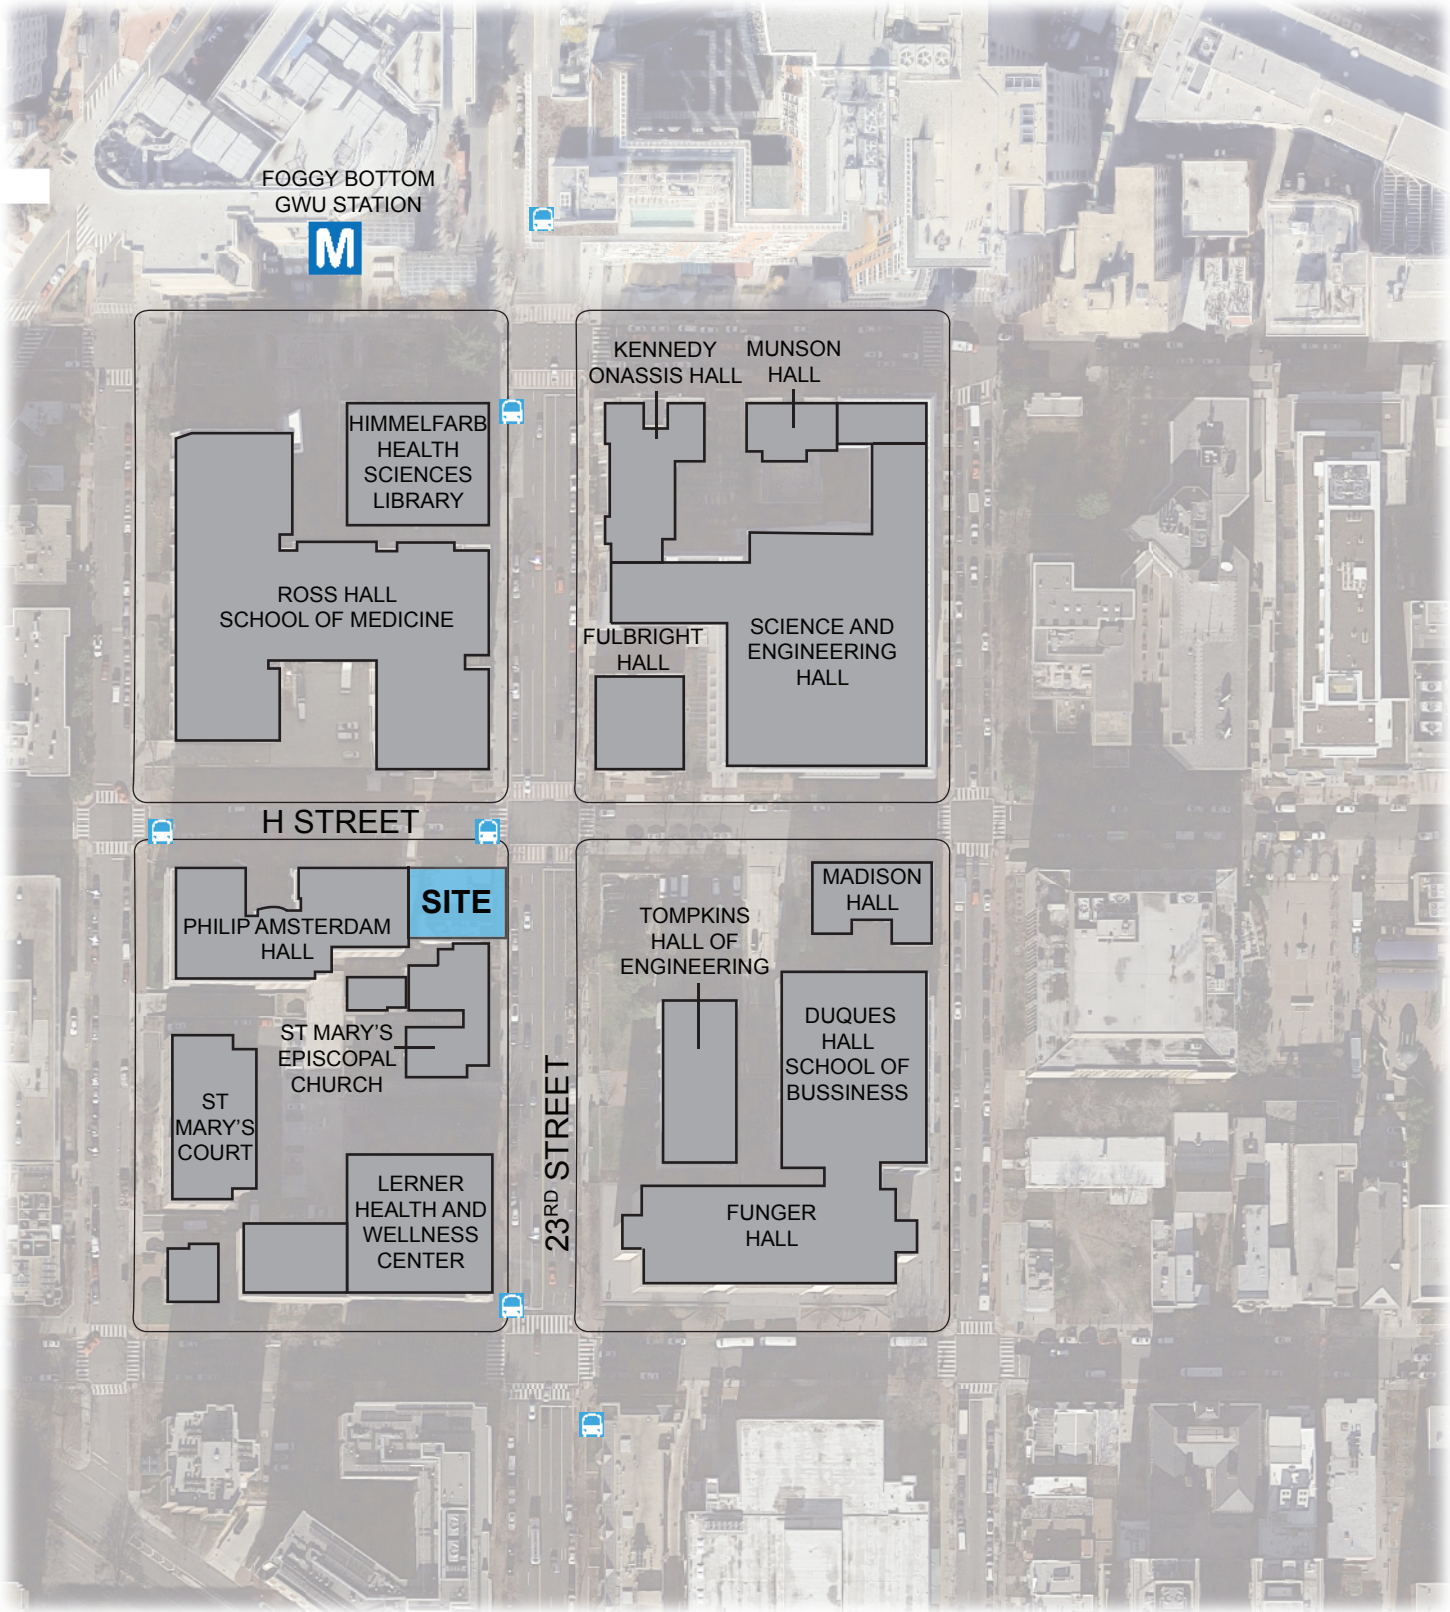 FOGGY BOTTOM
GWU STATION
M
KENNEDY
ONASSIS HALL
MUNSON
HALL
HIMMELFARB
HEALTH
SCIENCES
LIBRARY
ROSS HALL
SCHOOL OF MEDICINE
FULBRIGHT
HALL
SCIENCE AND
ENGINEERING
HALL
H STREET
SITE
PHILIP AMSTERDAM
HALL
MADISON
HALL
TOMPKINS
HALL OF
ENGINEERING
ST MARY'S
EPISCOPAL
CHURCH
DUQUES
HALL
SCHOOL OF
BUSSINESS
ST
MARY'S
COURT
23RD STREET
LERNER
HEALTH AND
WELLNESS
CENTER
FUNGER
HALL